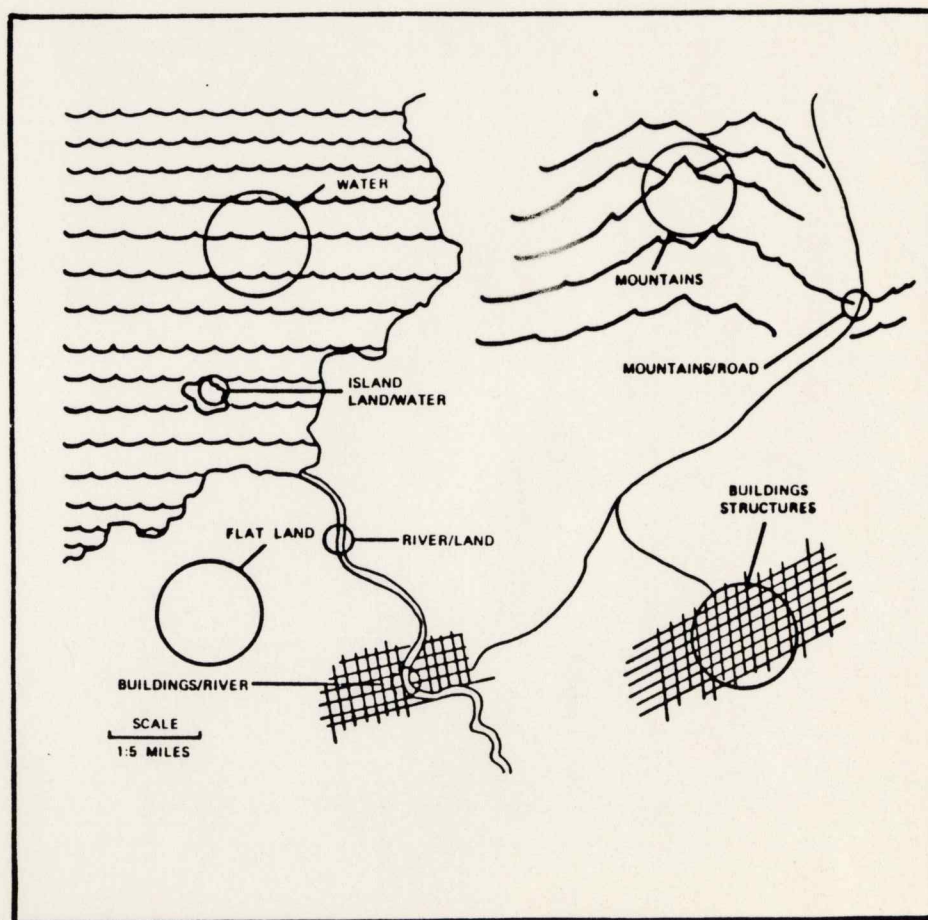 WATER
MOUNTAINS
MOUNTAINS/ROAD
ISLAND
LAND/WATER
BUILDINGS
STRUCTURES
FLAT LAND
RIVER/LAND
BUILDINGS/RIVER
SCALE
1:5 MILES